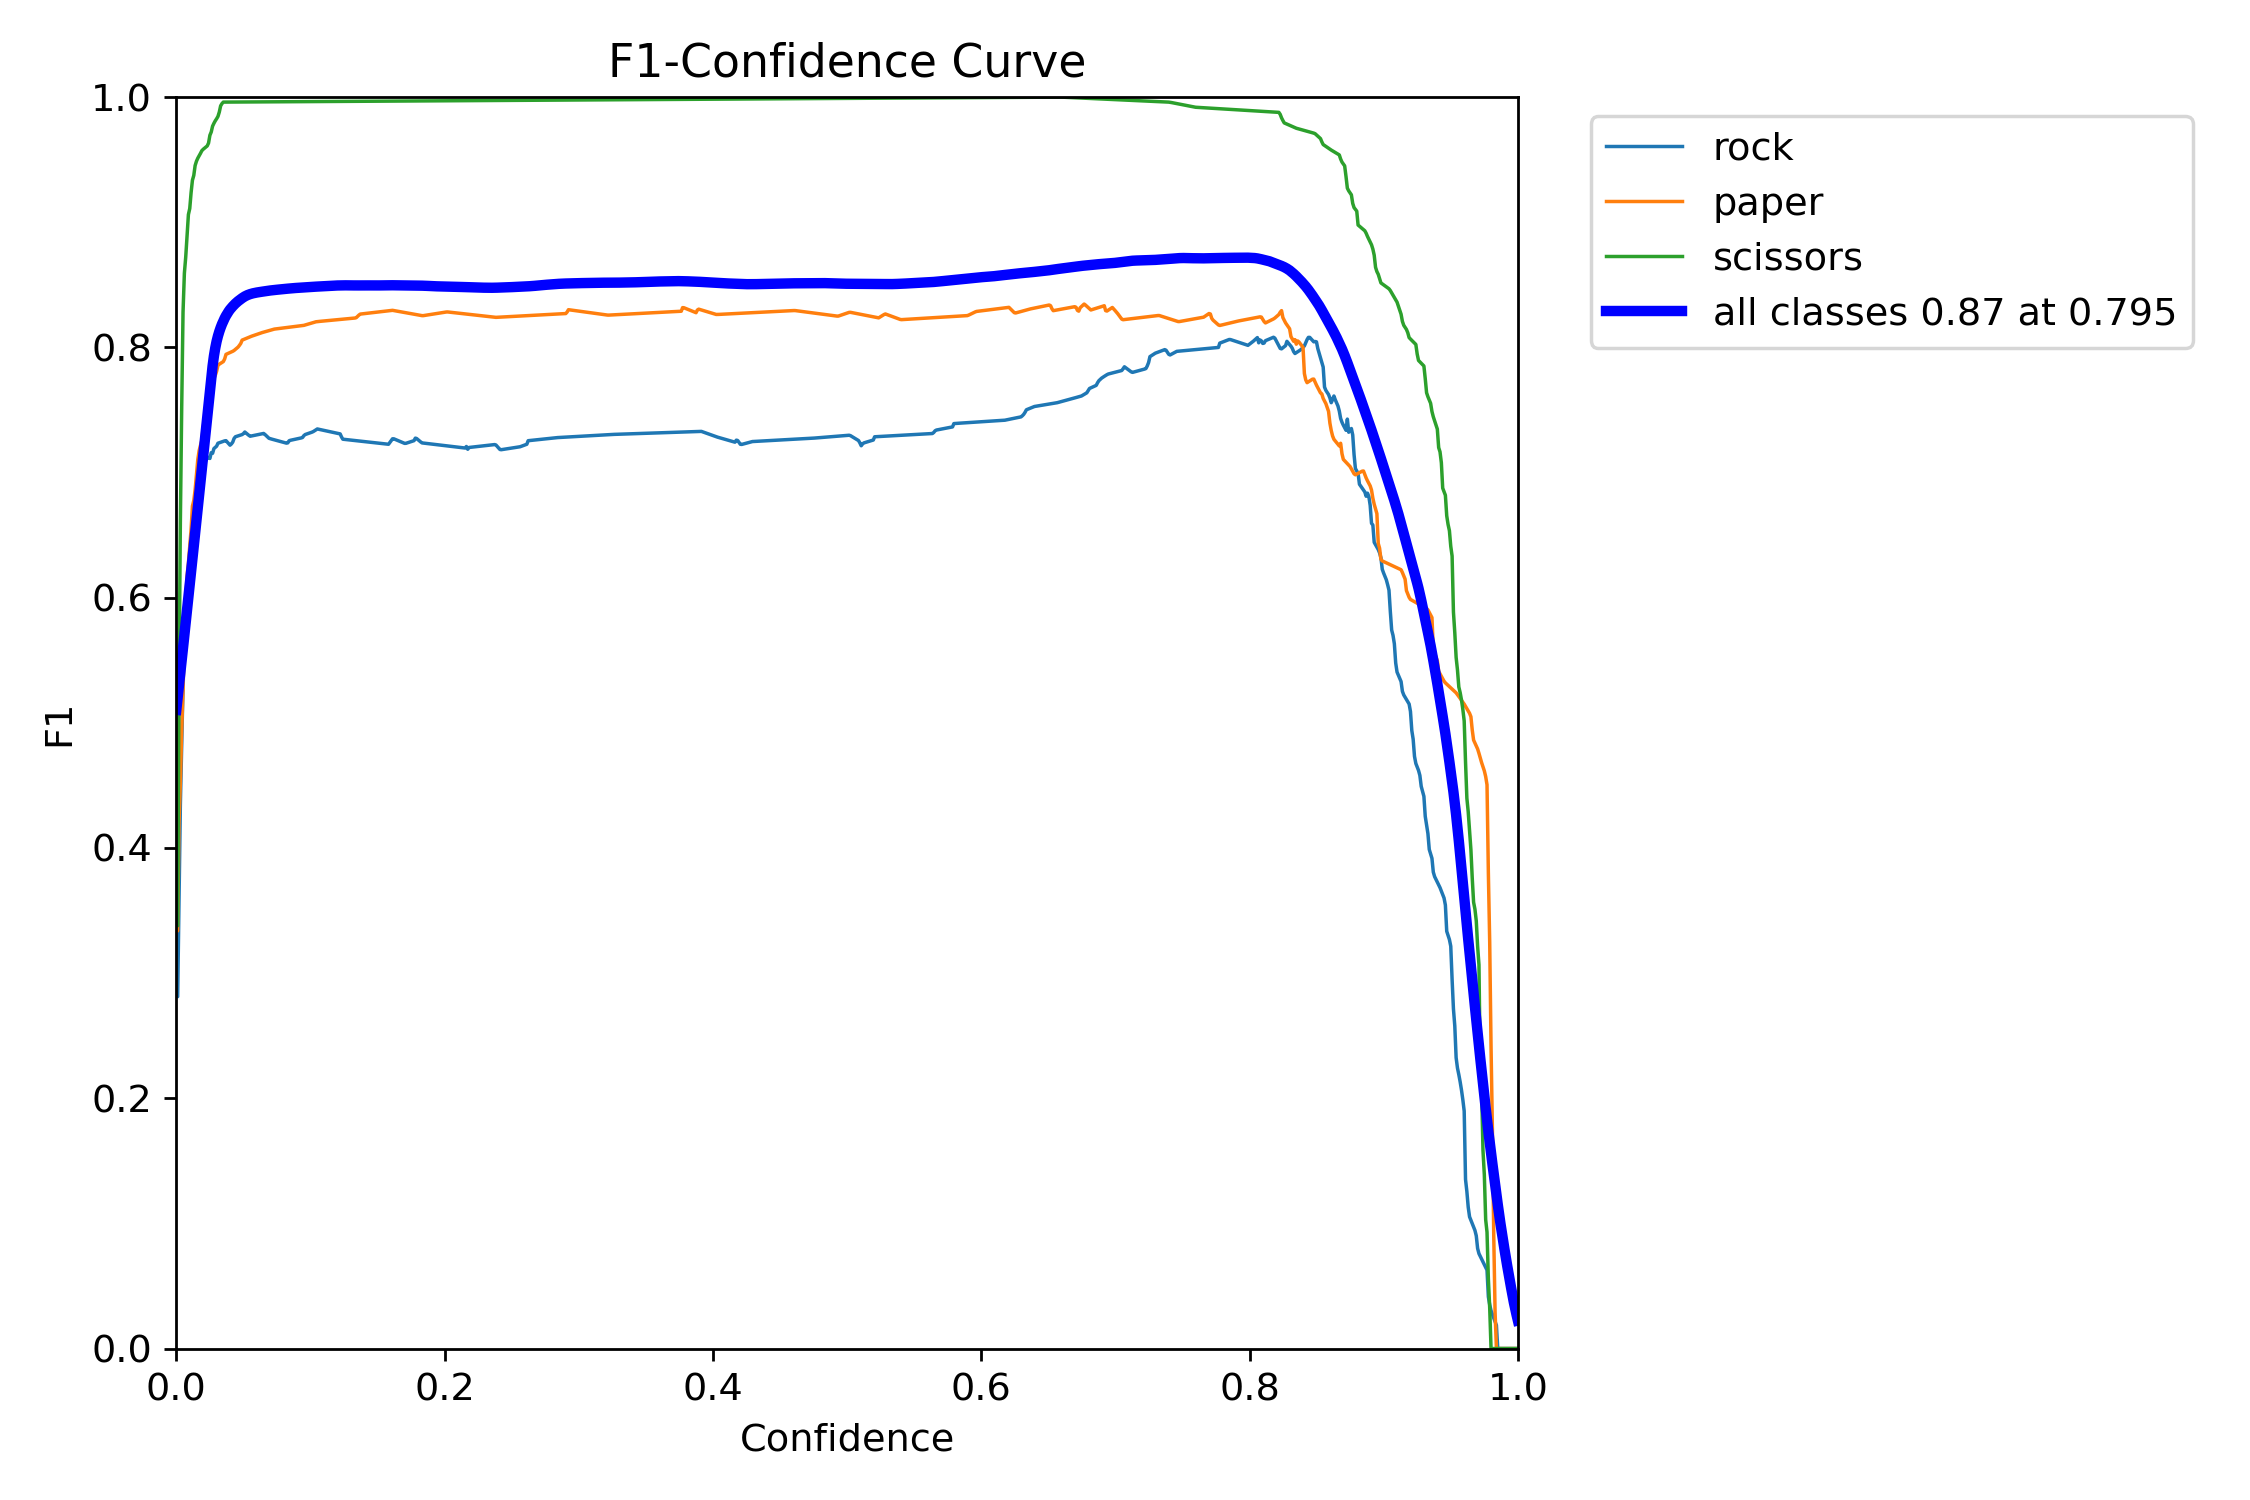 F1-Confidence Curve
1.0
0.8
0.6
0.4
0.2
0.0
F1
0.0 0.2 0.4 0.6 0.8 1.0
Confidence
rock
paper
scissors
all classes 0.87 at 0.795